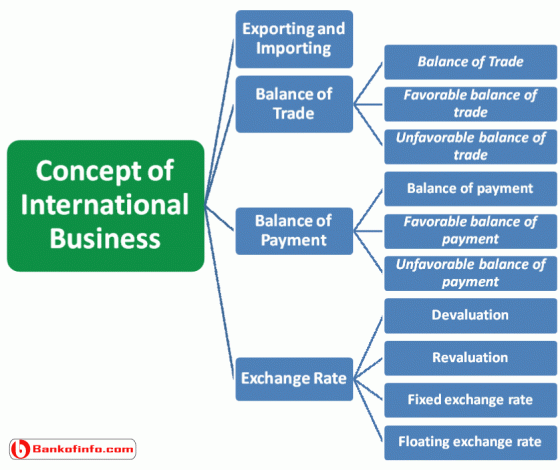 Exporting and
Importing
Balance of
Trade
Balance of Trade
Favorable balance of
trade
Unfavorable balance of
trade
Concept of
International
Business
Balance of
Payment
Balance of payment
Favorable balance of
payment
Unfavorable balance of
payment
Exchange Rate
Devaluation
Revaluation
Fixed exchange rate
Floating exchange rate
Bankofinfo.com